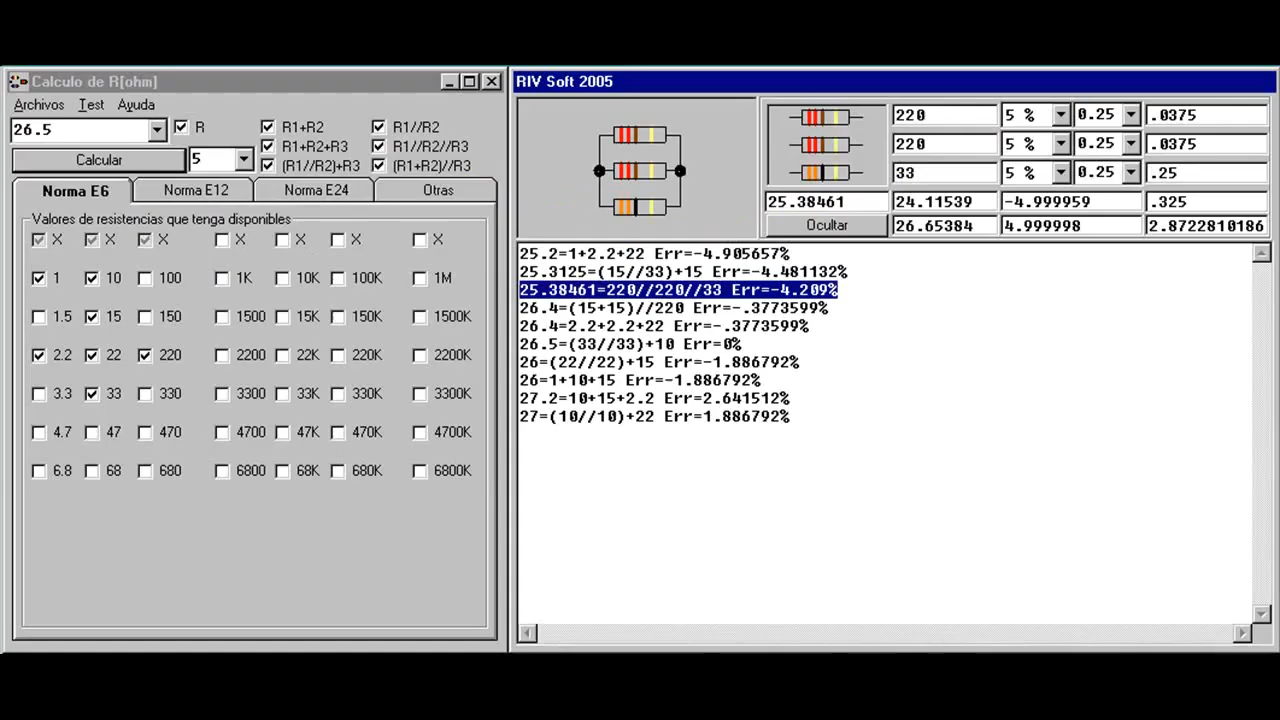 Calculo de R[ohm]
Archivos Test Ayuda
26.5 R R1+R2 R1//R2
R1+R2+R3 R1//R2//R3
Calcular 5 (R1//R2)+R3 (R1+R2)//R3
Norma E6 Norma E12 Norma E24 Otras
Valores de resistencias que tenga disponibles
X X X X X X X
1 10 100 1K 10K 100K 1M
1.5 15 150 1500 15K 150K 1500K
2.2 22 220 2200 22K 220K 2200K
3.3 33 330 3300 33K 330K 3300K
4.7 47 470 4700 47K 470K 4700K
6.8 68 680 6800 68K 680K 6800K
RIV Soft 2005
220 5 % 0.25 .0375
220 5 % 0.25 .0375
33 5 % 0.25 .25
25.38461 24.11539 -4.999959 .325
Ocultar 26.65384 4.999998 2.8722810186
25.2=1+2.2+22 Err=-4.905657%
25.3125=(15//33)+15 Err=-4.481132%
25.38461=220//220//33 Err=-4.209%
26.4=(15+15)//220 Err=-.3773599%
26.4=2.2+2.2+22 Err=-.3773599%
26.5=(33//33)+10 Err=0%
26=(22//22)+15 Err=-1.886792%
26=1+10+15 Err=-1.886792%
27.2=10+15+2.2 Err=2.641512%
27=(10//10)+22 Err=1.886792%